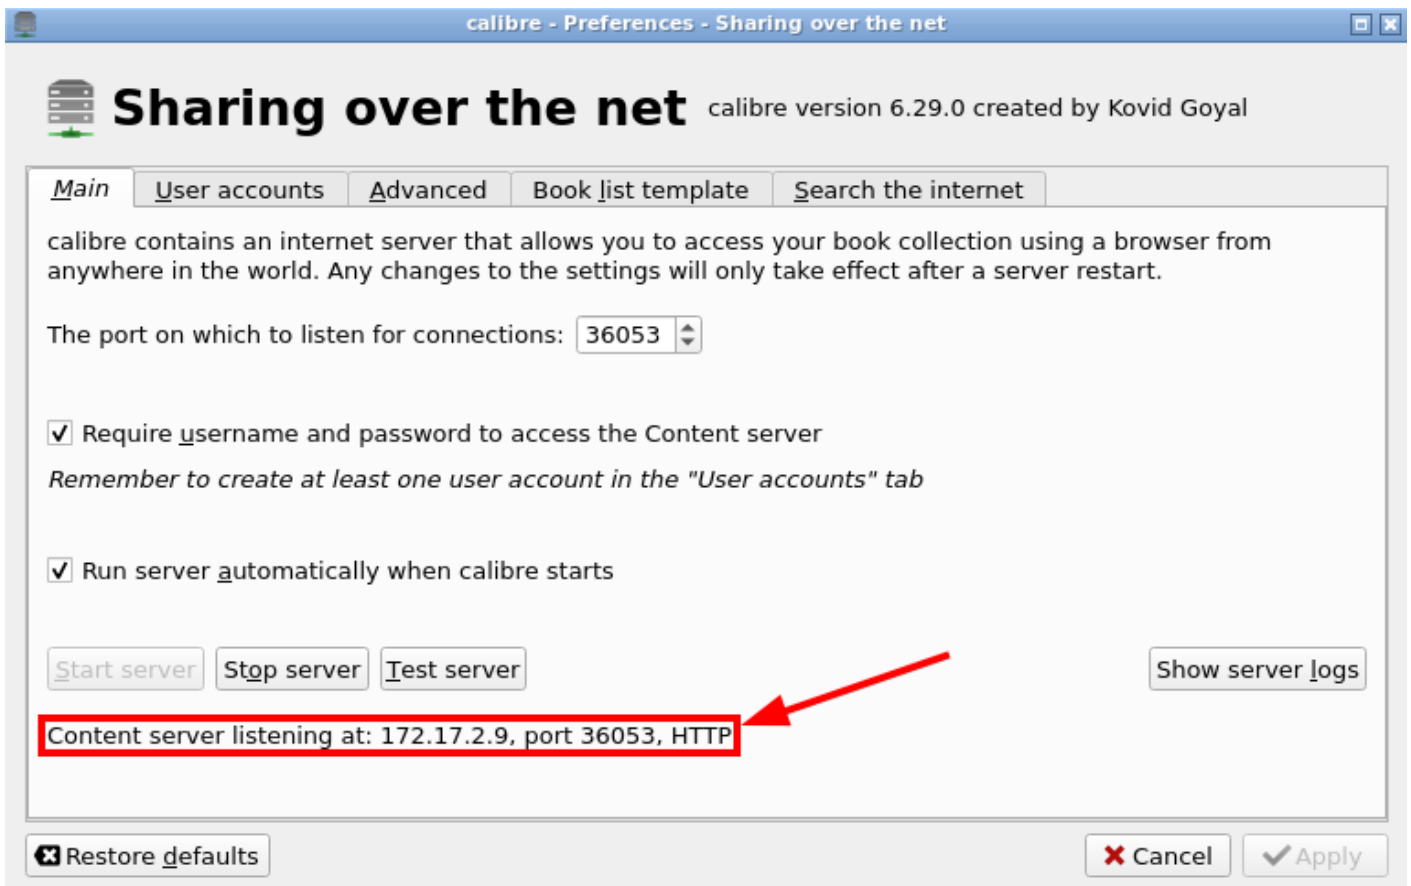 calibre - Preferences - Sharing over the net
Sharing over the net calibre version 6.29.0 created by Kovid Goyal
Main User accounts Advanced Book list template Search the internet
calibre contains an internet server that allows you to access your book collection using a browser from
anywhere in the world. Any changes to the settings will only take effect after a server restart.
The port on which to listen for connections: 36053
Require username and password to access the Content server
Remember to create at least one user account in the "User accounts" tab
Run server automatically when calibre starts
Start server Stop server Test server Show server logs
Content server listening at: 172.17.2.9, port 36053, HTTP
Restore defaults Cancel Apply